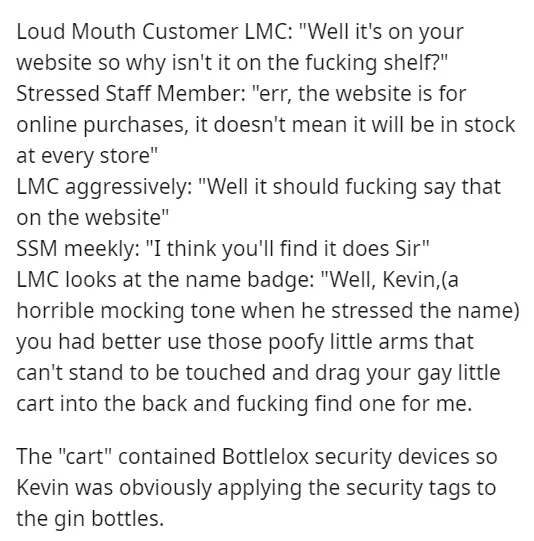 Loud Mouth Customer LMC: "Well it's on your
website so why isn't it on the fucking shelf?"
Stressed Staff Member: "err, the website is for
online purchases, it doesn't mean it will be in stock
at every store"
LMC aggressively: "Well it should fucking say that
on the website"
SSM meekly: "I think you'll find it does Sir"
LMC looks at the name badge: "Well, Kevin,(a
horrible mocking tone when he stressed the name)
you had better use those poofy little arms that
can't stand to be touched and drag your gay little
cart into the back and fucking find one for me.
The "cart" contained Bottlelox security devices so
Kevin was obviously applying the security tags to
the gin bottles.